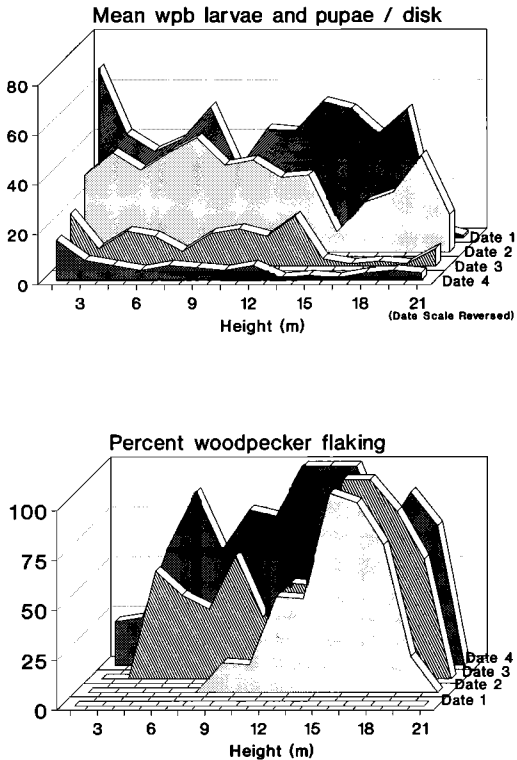 Mean wpb larvae and pupae / disk
80
60
40
20
0
Date 1
Date 2
Date 3
Date 4
3 6 9 12 15 18 21
Height (m)
(Date Scale Reversed)
Percent woodpecker flaking
100
75
50
25
0
Date 4
Date 3
Date 2
Date 1
3 6 9 12 15 18 21
Height (m)